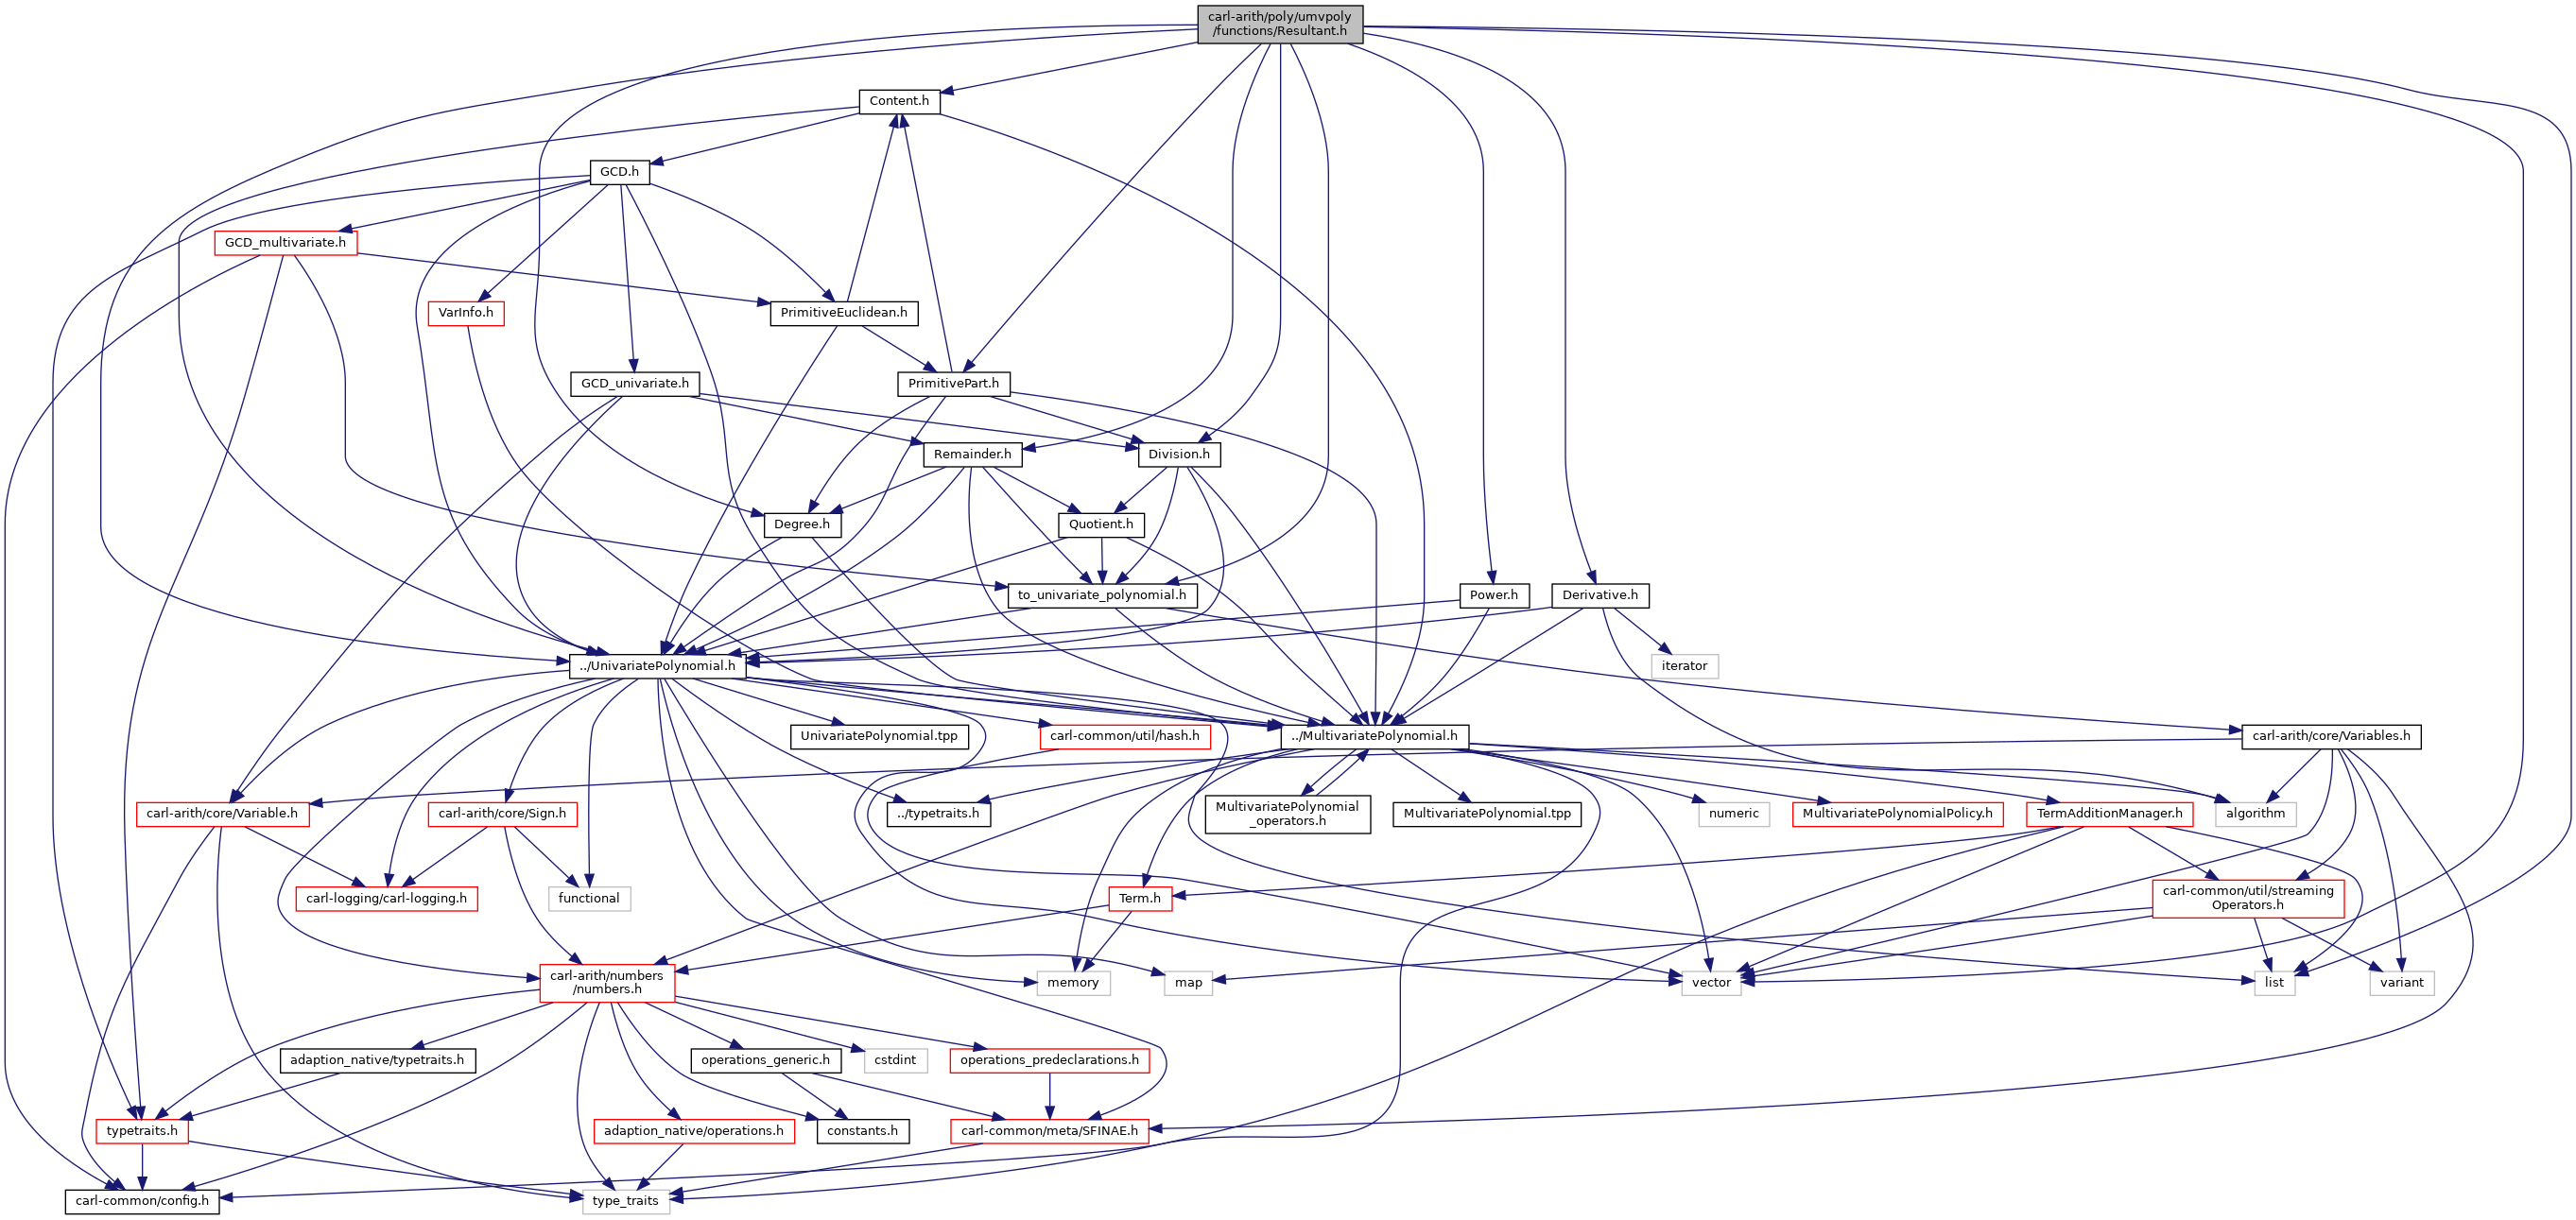 carl-arith/poly/umvpoly
/functions/Resultant.h
Content.h
GCD.h
GCD_multivariate.h
VarInfo.h
PrimitiveEuclidean.h
GCD_univariate.h
PrimitivePart.h
Remainder.h
Division.h
Degree.h
Quotient.h
to_univariate_polynomial.h
Power.h
Derivative.h
../UnivariatePolynomial.h
iterator
UnivariatePolynomial.tpp
carl-common/util/hash.h
../MultivariatePolynomial.h
carl-arith/core/Variables.h
carl-arith/core/Variable.h
carl-arith/core/Sign.h
../typetraits.h
MultivariatePolynomial
_operators.h
MultivariatePolynomial.tpp
numeric
MultivariatePolynomialPolicy.h
TermAdditionManager.h
algorithm
carl-logging/carl-logging.h
functional
Term.h
carl-common/util/streaming
Operators.h
carl-arith/numbers
/numbers.h
memory
map
vector
list
variant
adaption_native/typetraits.h
operations_generic.h
cstdint
operations_predeclarations.h
typetraits.h
adaption_native/operations.h
constants.h
carl-common/meta/SFINAE.h
carl-common/config.h
type_traits